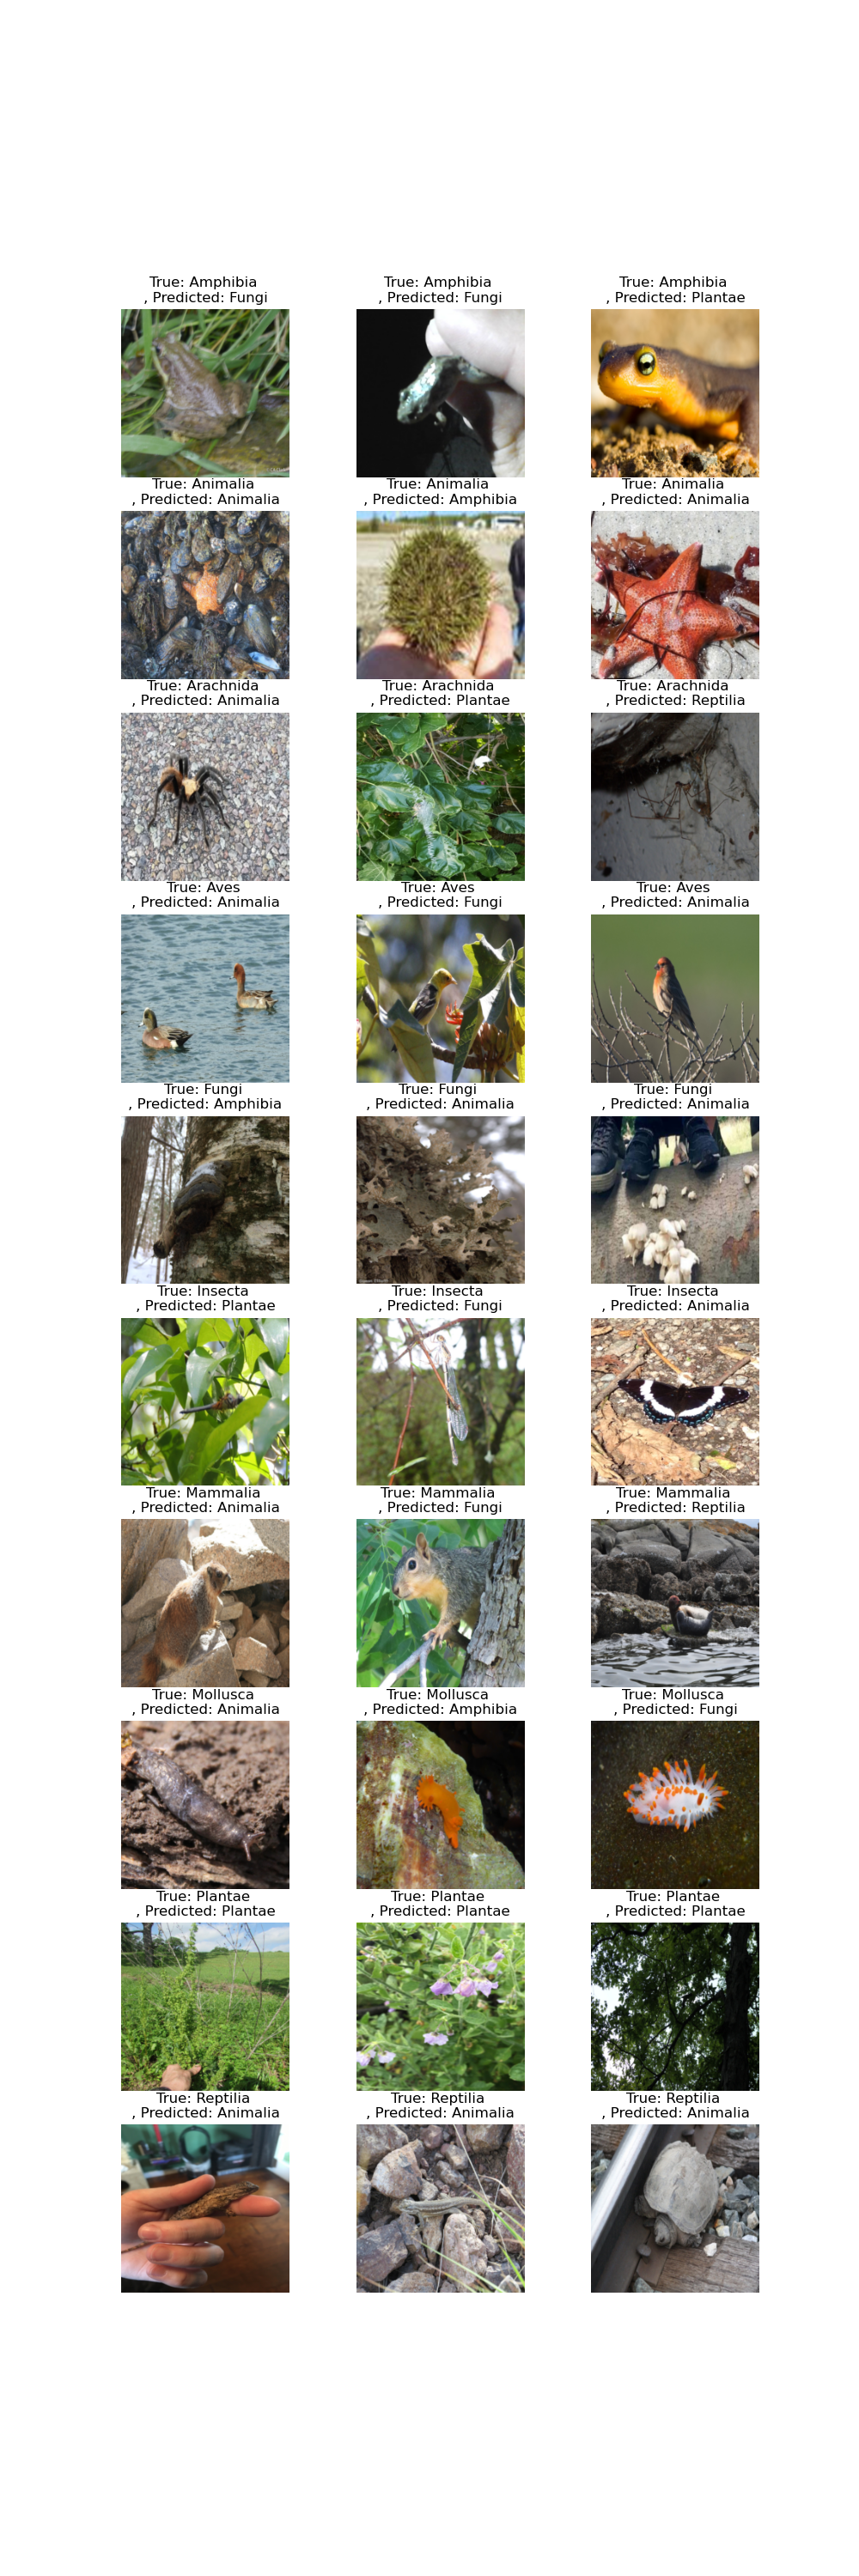 True: Amphibia
, Predicted: Fungi
True: Amphibia
, Predicted: Fungi
True: Amphibia
, Predicted: Plantae
True: Animalia
, Predicted: Animalia
True: Animalia
, Predicted: Amphibia
True: Animalia
, Predicted: Animalia
True: Arachnida
, Predicted: Animalia
True: Arachnida
, Predicted: Plantae
True: Arachnida
, Predicted: Reptilia
True: Aves
, Predicted: Animalia
True: Aves
, Predicted: Fungi
True: Aves
, Predicted: Animalia
True: Fungi
, Predicted: Amphibia
True: Fungi
, Predicted: Animalia
True: Fungi
, Predicted: Animalia
True: Insecta
, Predicted: Plantae
True: Insecta
, Predicted: Fungi
True: Insecta
, Predicted: Animalia
True: Mammalia
, Predicted: Animalia
True: Mammalia
, Predicted: Fungi
True: Mammalia
, Predicted: Reptilia
True: Mollusca
, Predicted: Animalia
True: Mollusca
, Predicted: Amphibia
True: Mollusca
, Predicted: Fungi
True: Plantae
, Predicted: Plantae
True: Plantae
, Predicted: Plantae
True: Plantae
, Predicted: Plantae
True: Reptilia
, Predicted: Animalia
True: Reptilia
, Predicted: Animalia
True: Reptilia
, Predicted: Animalia